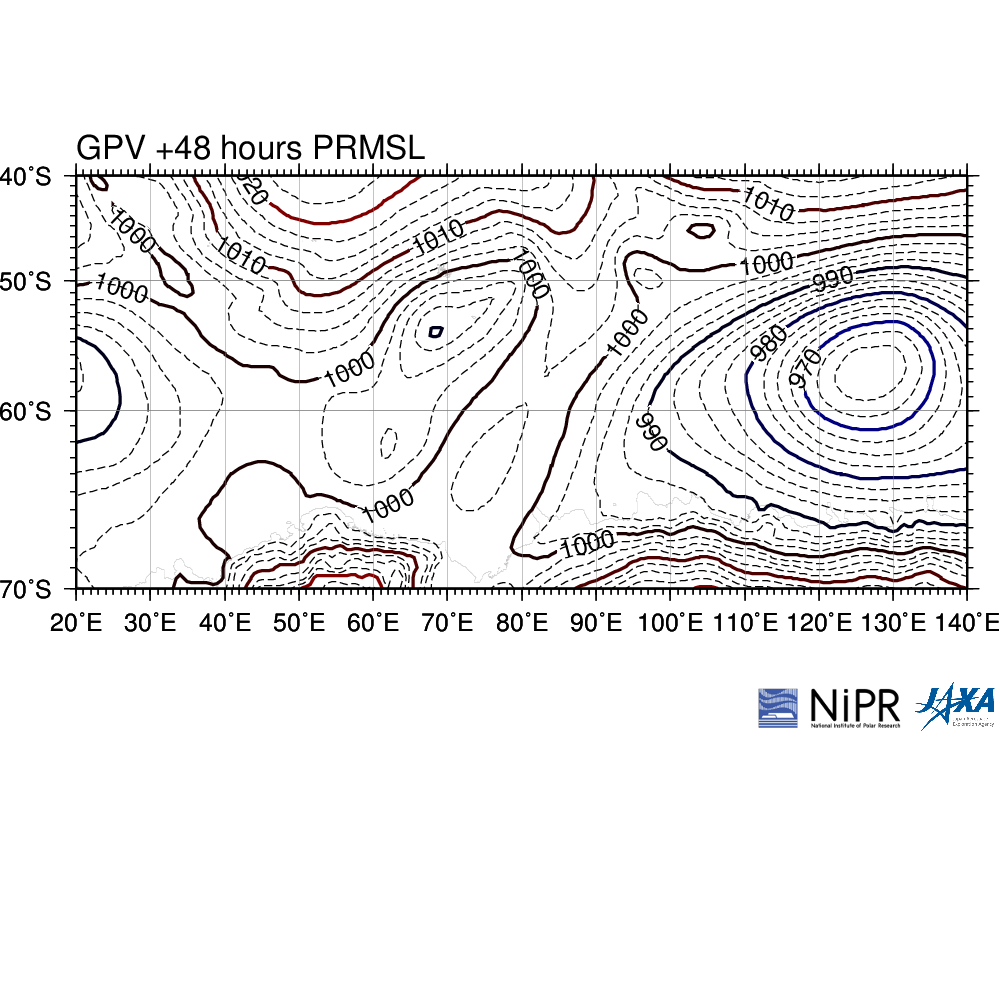 GPV +48 hours PRMSL
40°S
50°S
60°S
70°S
1000
1010
1010
1010
1000
1000
1000
990
1000
1000
980
970
1000
990
1000
1000
20°E 30°E 40°E 50°E 60°E 70°E 80°E 90°E 100°E 110°E 120°E 130°E 140°E
NiPR
National Institute of Polar Research
JAXA
Japan Aerospace
Exploration Agency